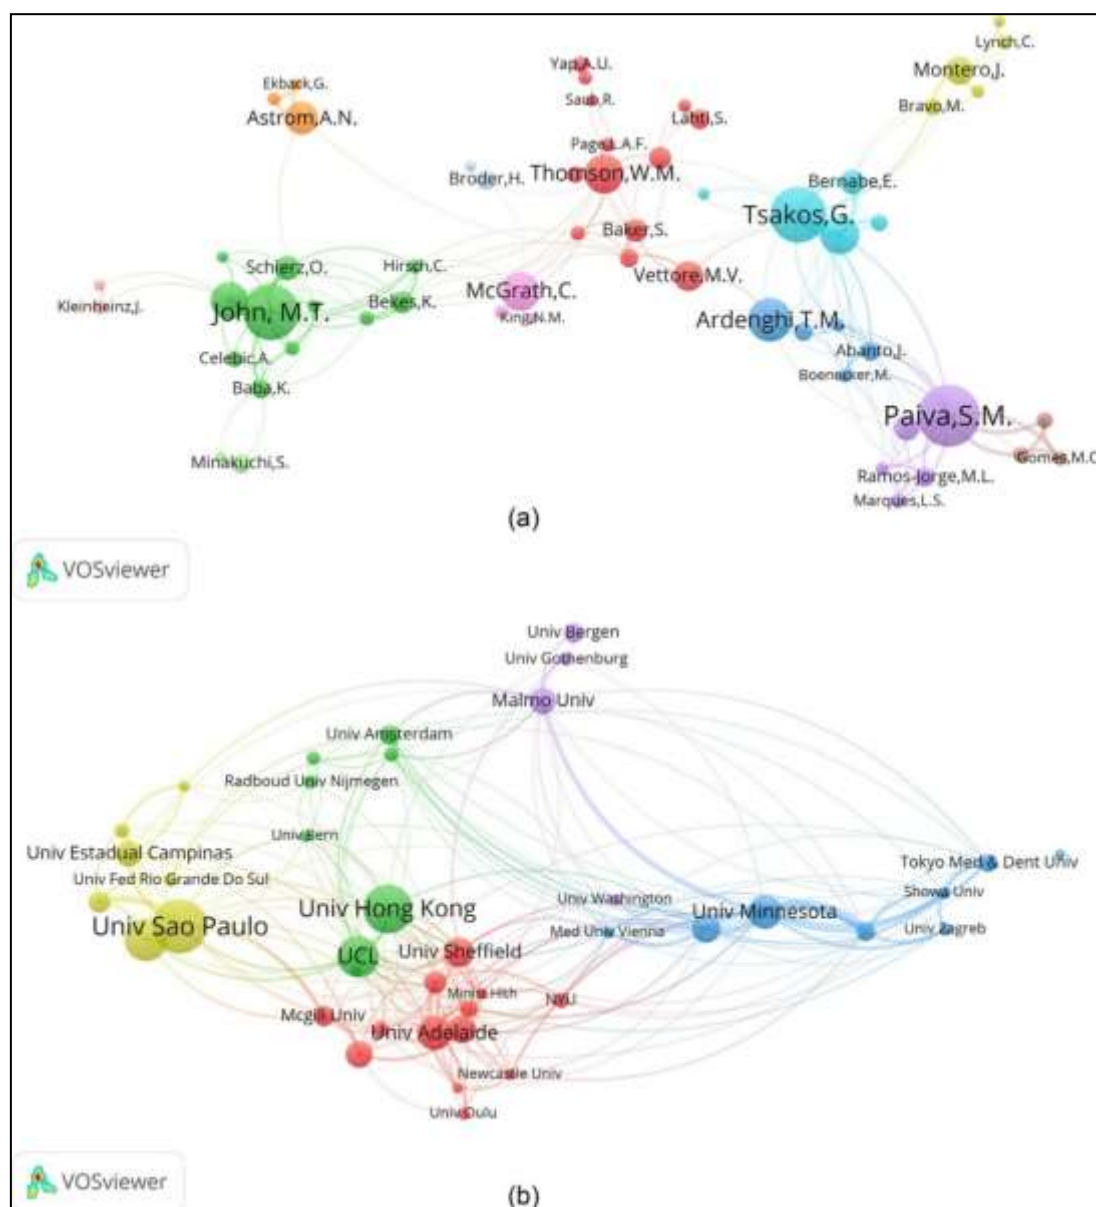 Lynch,C.
Yap,A.U.
Montero,J.
Ekback,G.
Saub,R.
Bravo,M.
Astrom,A.N.
Lahti,S.
Page,L.A.F.
Thomson,W.M.
Broder,H.
Bernabe,E.
Tsakos,G.
Baker,S.
Schierz,O.
Hirsch,C.
Vettore,M.V.
McGrath,C.
Kleinheinz,J.
John, M.T.
Bekes,K.
King,N.M.
Ardenghi,T.M.
Celebic,A.
Abanto,J.
Boenecker,M.
Baba,K.
Paiva,S.M.
Gomes,M.C
Minakuchi,S.
Ramos-Jorge,M.L.
Marques,L.S.
(a)
VOSviewer
Univ Bergen
Univ Gothenburg
Malmo Univ
Univ Amsterdam
Radboud Univ Nijmegen
Univ Bern
Univ Estadual Campinas
Tokyo Med & Dent Univ
Univ Fed Rio Grande Do Sul
Showa Univ
Univ Washington
Univ Hong Kong
Univ Minnesota
Univ Sao Paulo
Med Univ Vienna
Univ Zagreb
UCL
Univ Sheffield
Minist Hlth
NYU
Mcgill Univ
Univ Adelaide
Newcastle Univ
Univ Oulu
VOSviewer
(b)